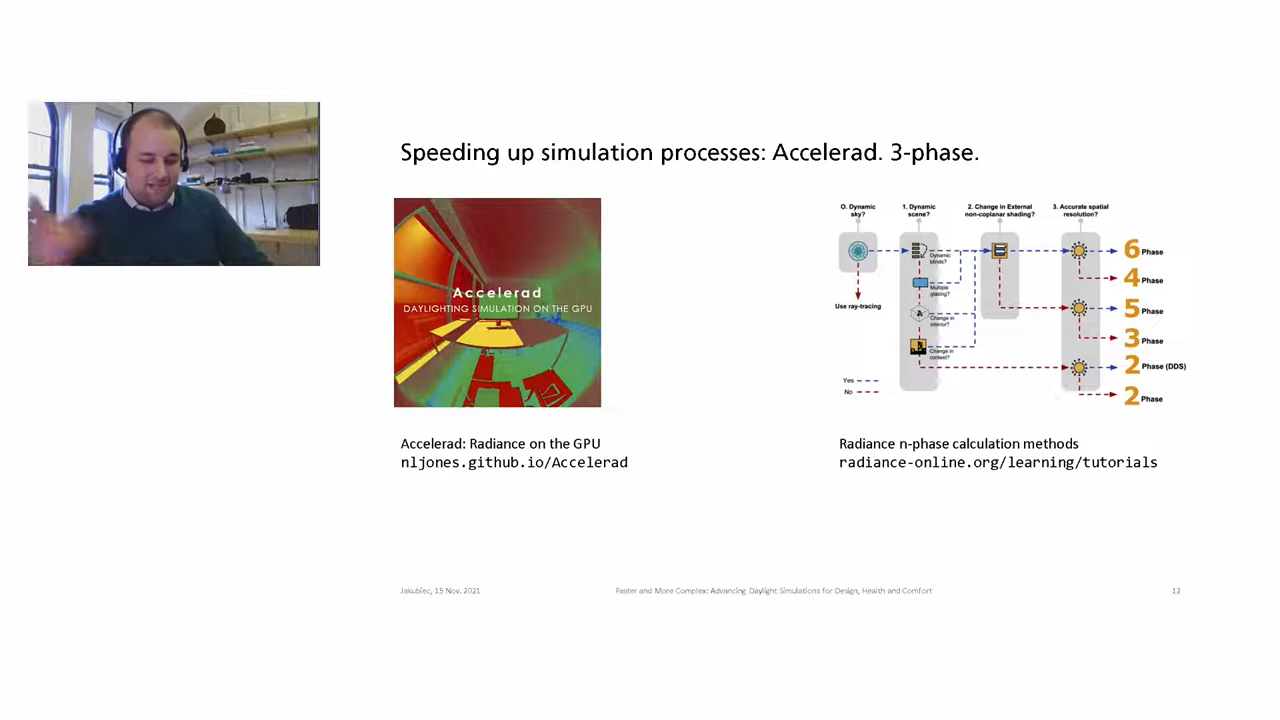 Speeding up simulation processes: Accelerad. 3-phase.
Accelerad
DAYLIGHTING SIMULATION ON THE GPU
0. Dynamic
sky?
1. Dynamic
scene?
2. Change in External
non-coplanar shading?
3. Accurate spatial
resolution?
Dynamic
blinds?
Multiple
glazing?
Change in
interior?
Change in
context?
Use ray-tracing
Yes
No
6 Phase
4 Phase
5 Phase
3 Phase
2 Phase (DDS)
2 Phase
Accelerad: Radiance on the GPU
nljones.github.io/Accelerad
Radiance n-phase calculation methods
radiance-online.org/learning/tutorials
Jakubiec, 15 Nov. 2021
Faster and More Complex: Advancing Daylight Simulations for Design, Health and Comfort
12